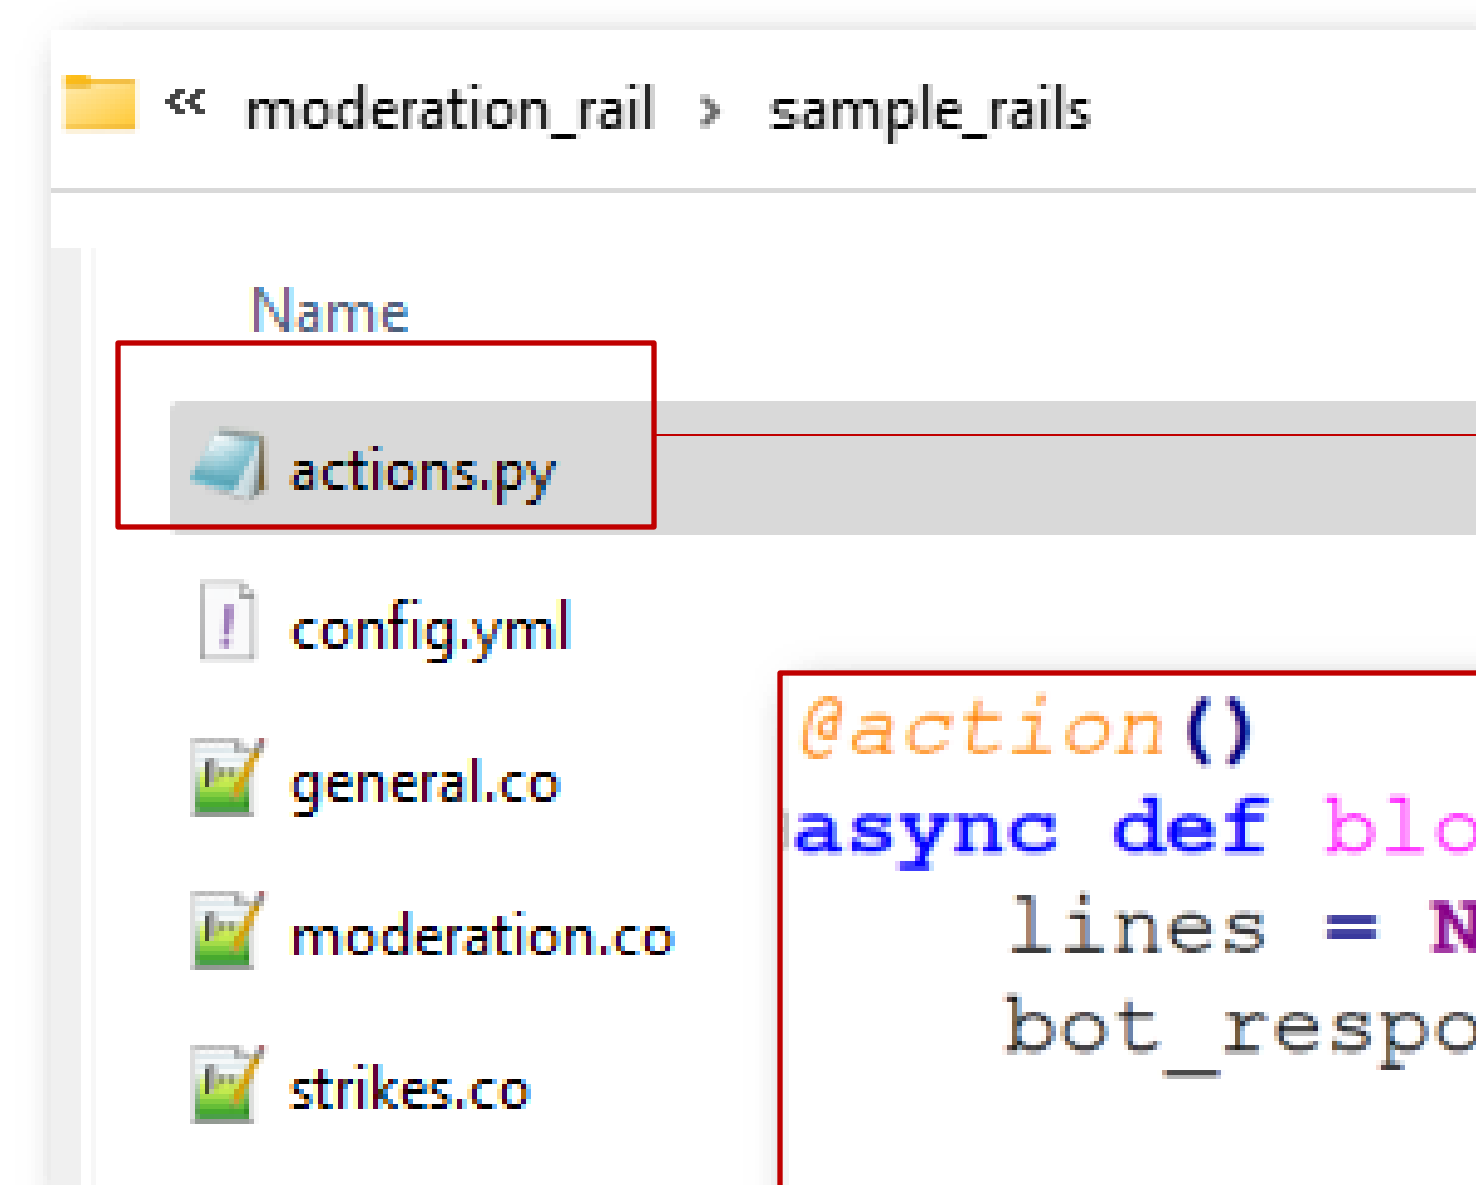 « moderation_rail › sample_rails
Name
actions.py
config.yml
general.co
moderation.co
strikes.co
@action()
async def blo
lines = N
bot_respo